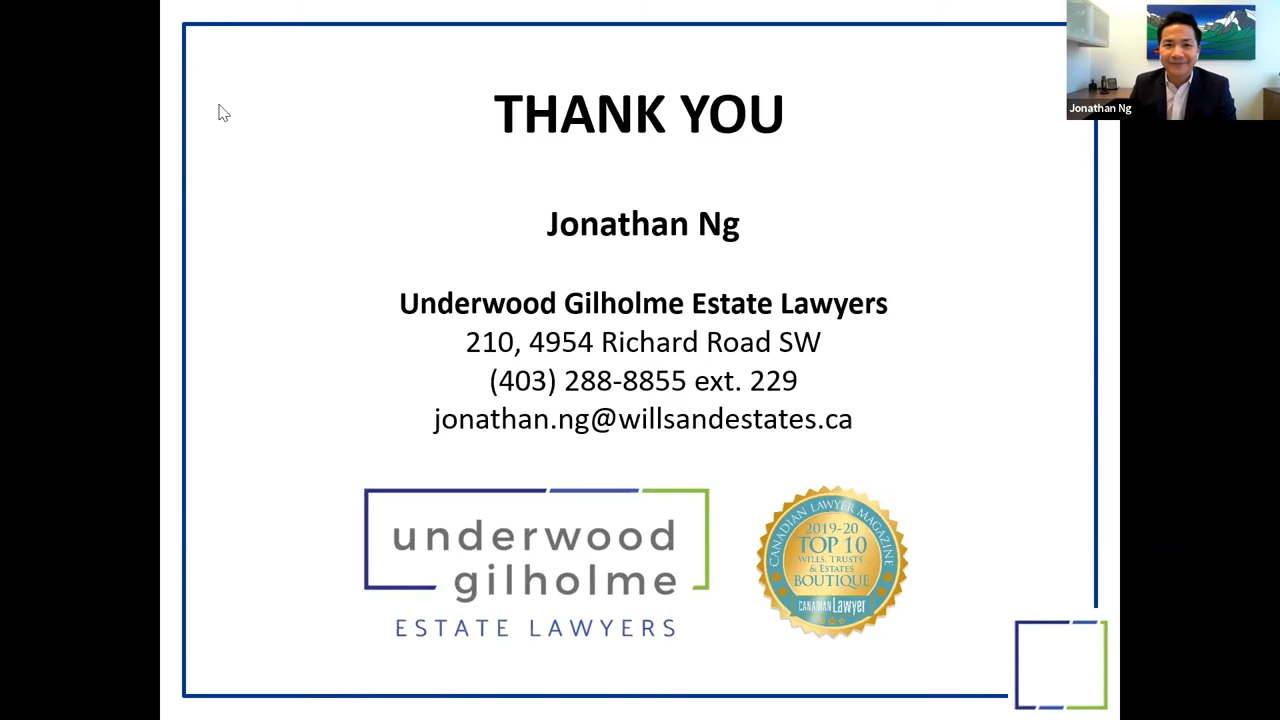 THANK YOU
Jonathan Ng
Jonathan Ng
Underwood Gilholme Estate Lawyers
210, 4954 Richard Road SW
(403) 288-8855 ext. 229
jonathan.ng@willsandestates.ca
underwood
gilholme
ESTATE LAWYERS
CANADIAN LAWYER MAGAZINE
2019-20
TOP 10
WILLS, TRUSTS
& ESTATES
BOUTIQUE
CANADIAN Lawyer